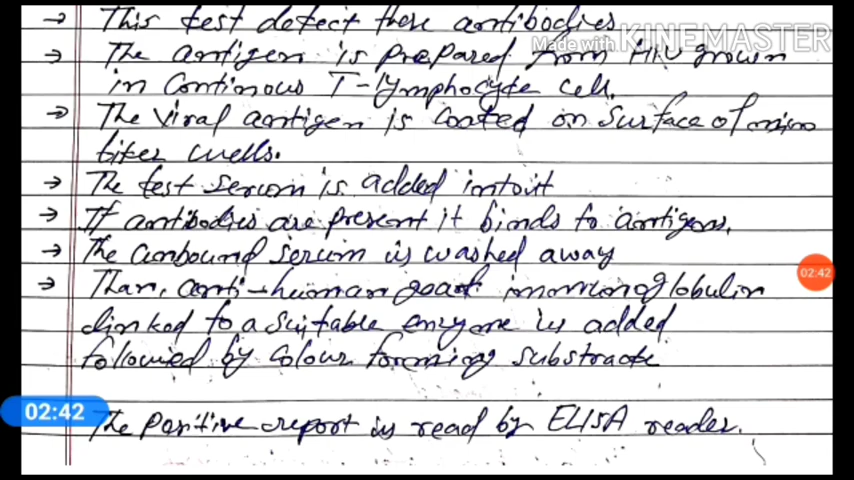 → This test detect these antibodies
Made with KINEMASTER
→ The antigen is prepared from HIV grown
in Continous T-lymphocyte cell.
→ The viral antigen is coated on surface of micro
titer wells.
→ The test serum is added intoit
→ If antibodies are present it binds to antigens.
→ The unbound serum is washed away
02:42
→ Than, anti-human goat immunoglobulin
linked to a suitable enzyme is added
followed by colour forming substrate
02:42
The positive report is read by ELISA reader.